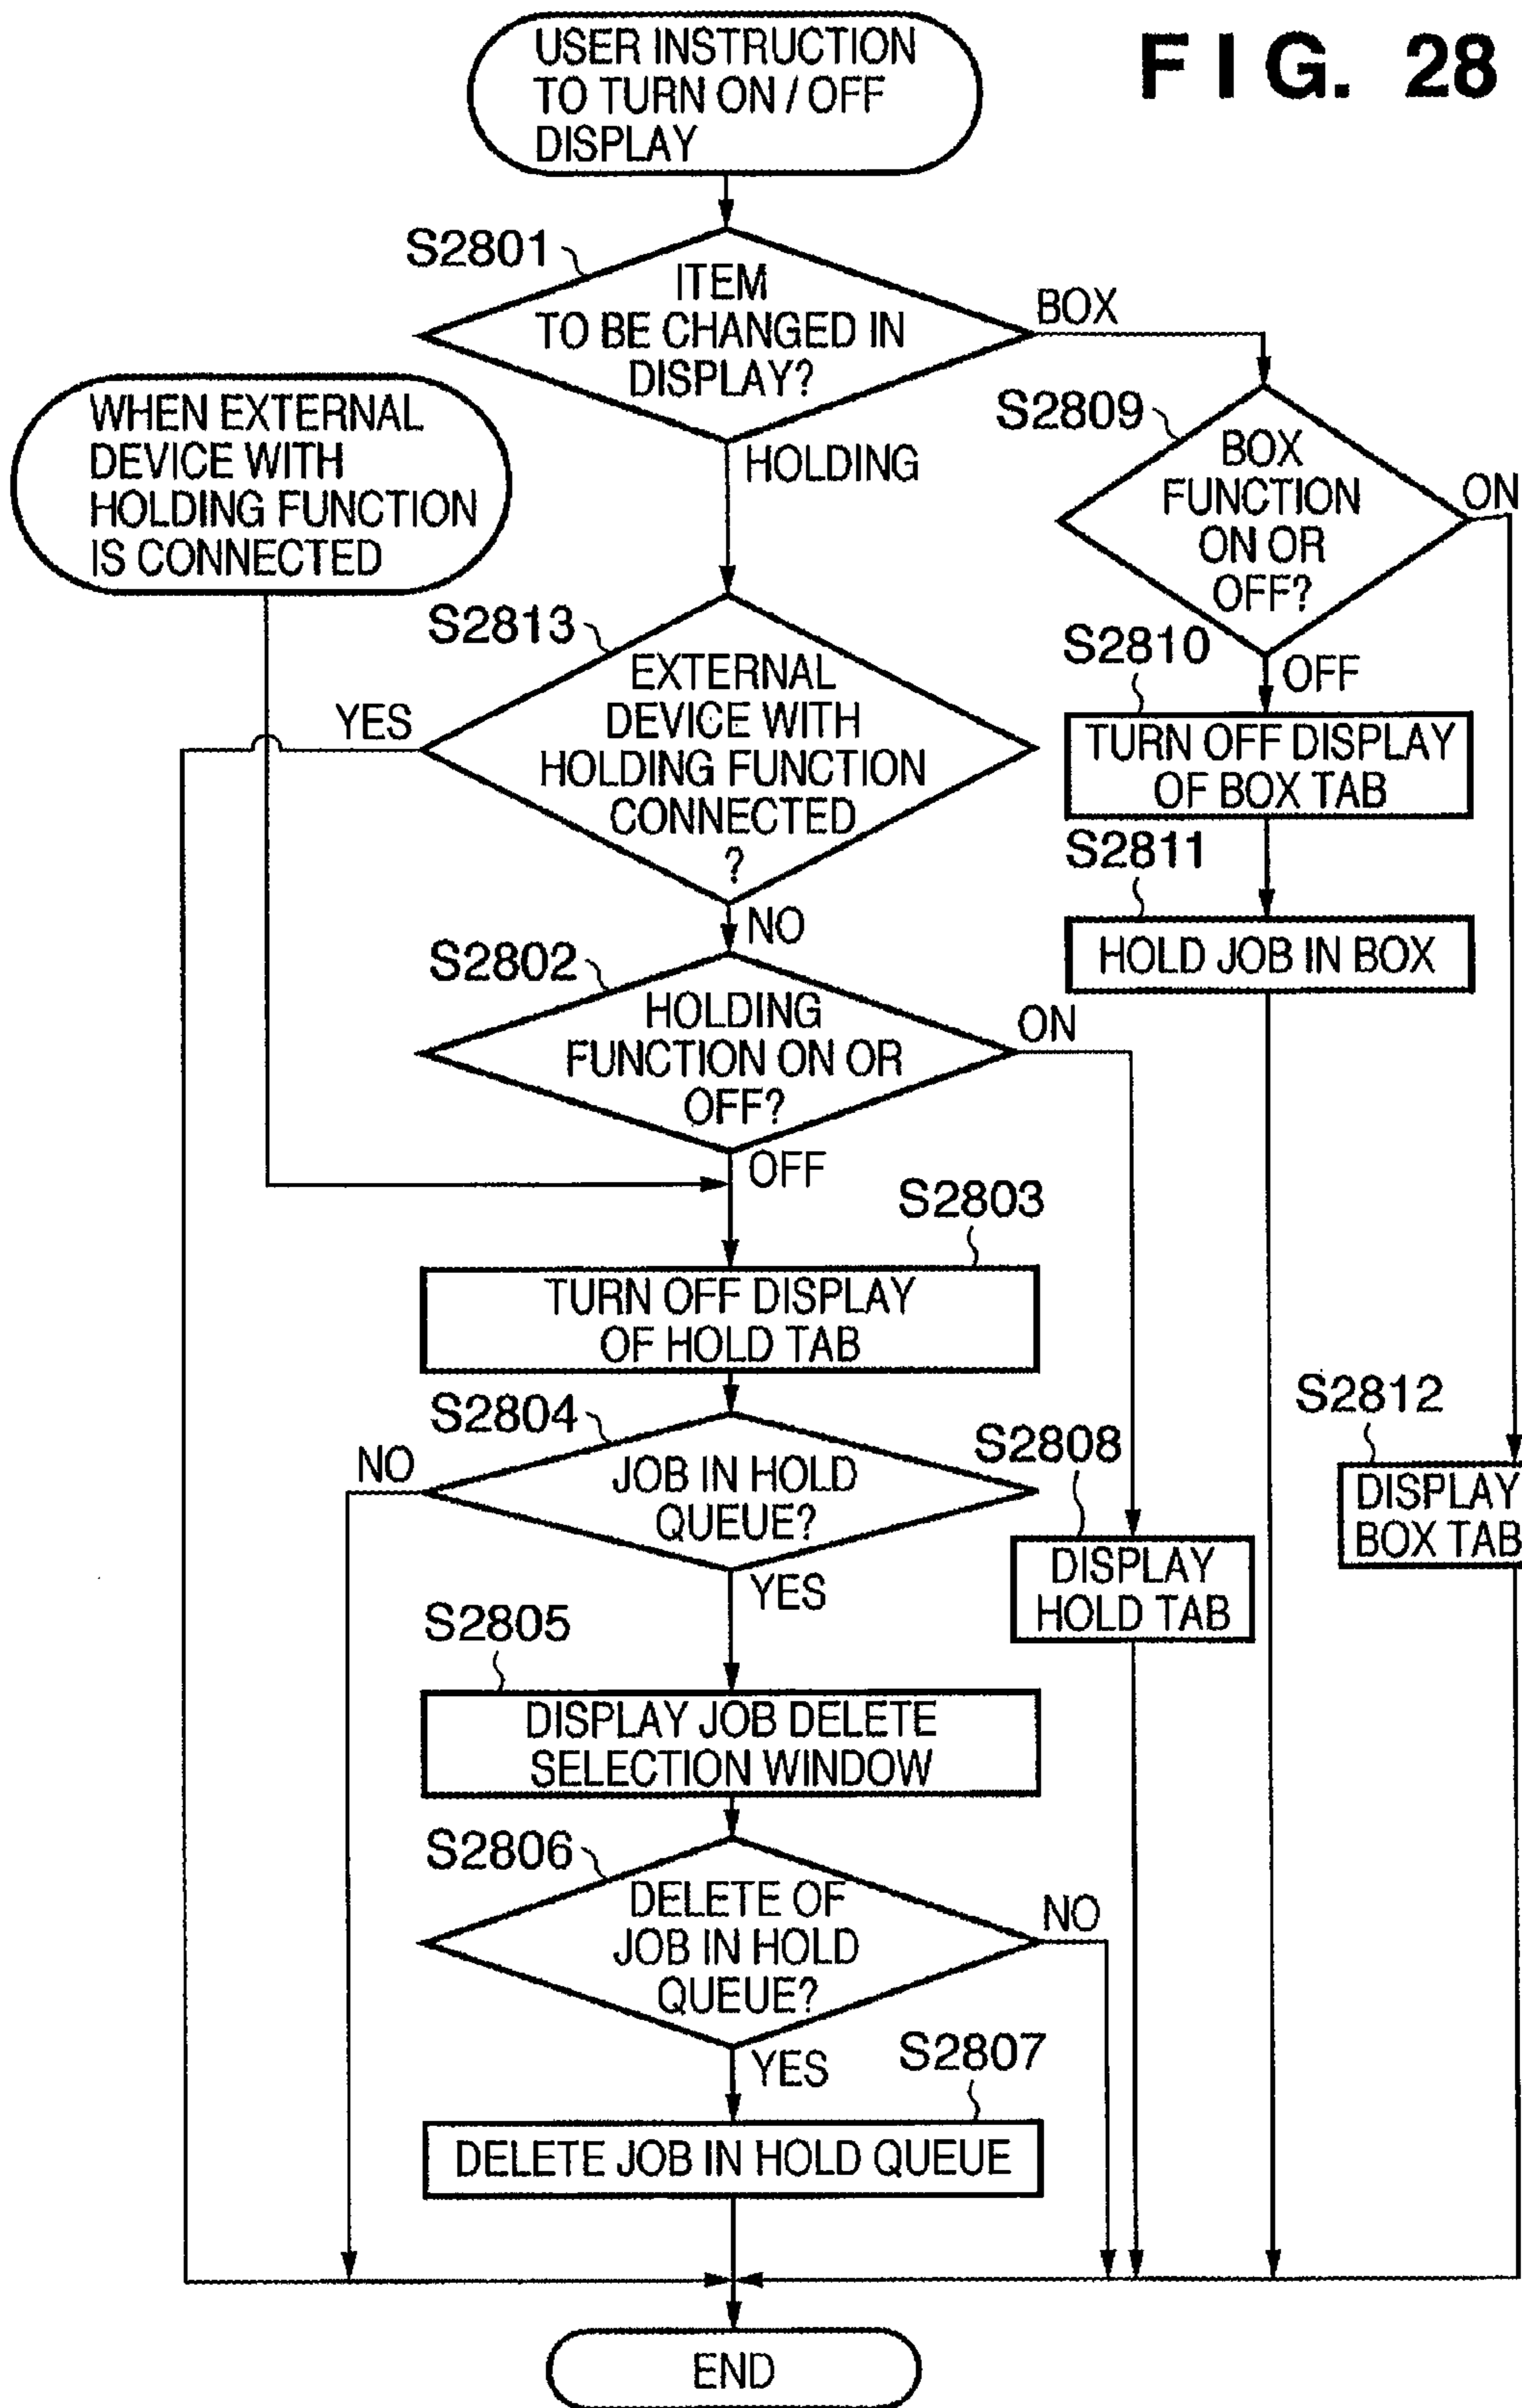 FIG. 28
USER INSTRUCTION
TO TURN ON / OFF
DISPLAY
S2801
ITEM
TO BE CHANGED IN
DISPLAY?
BOX
HOLDING
WHEN EXTERNAL
DEVICE WITH
HOLDING FUNCTION
IS CONNECTED
S2809
BOX
FUNCTION
ON OR
OFF?
ON
OFF
S2813
EXTERNAL
DEVICE WITH
HOLDING FUNCTION
CONNECTED
?
YES
NO
S2810
TURN OFF DISPLAY
OF BOX TAB
S2811
HOLD JOB IN BOX
S2802
HOLDING
FUNCTION ON OR
OFF?
ON
OFF
S2803
TURN OFF DISPLAY
OF HOLD TAB
S2804
JOB IN HOLD
QUEUE?
NO
YES
S2808
DISPLAY
HOLD TAB
S2812
DISPLAY
BOX TAB
S2805
DISPLAY JOB DELETE
SELECTION WINDOW
S2806
DELETE OF
JOB IN HOLD
QUEUE?
NO
YES
S2807
DELETE JOB IN HOLD QUEUE
END